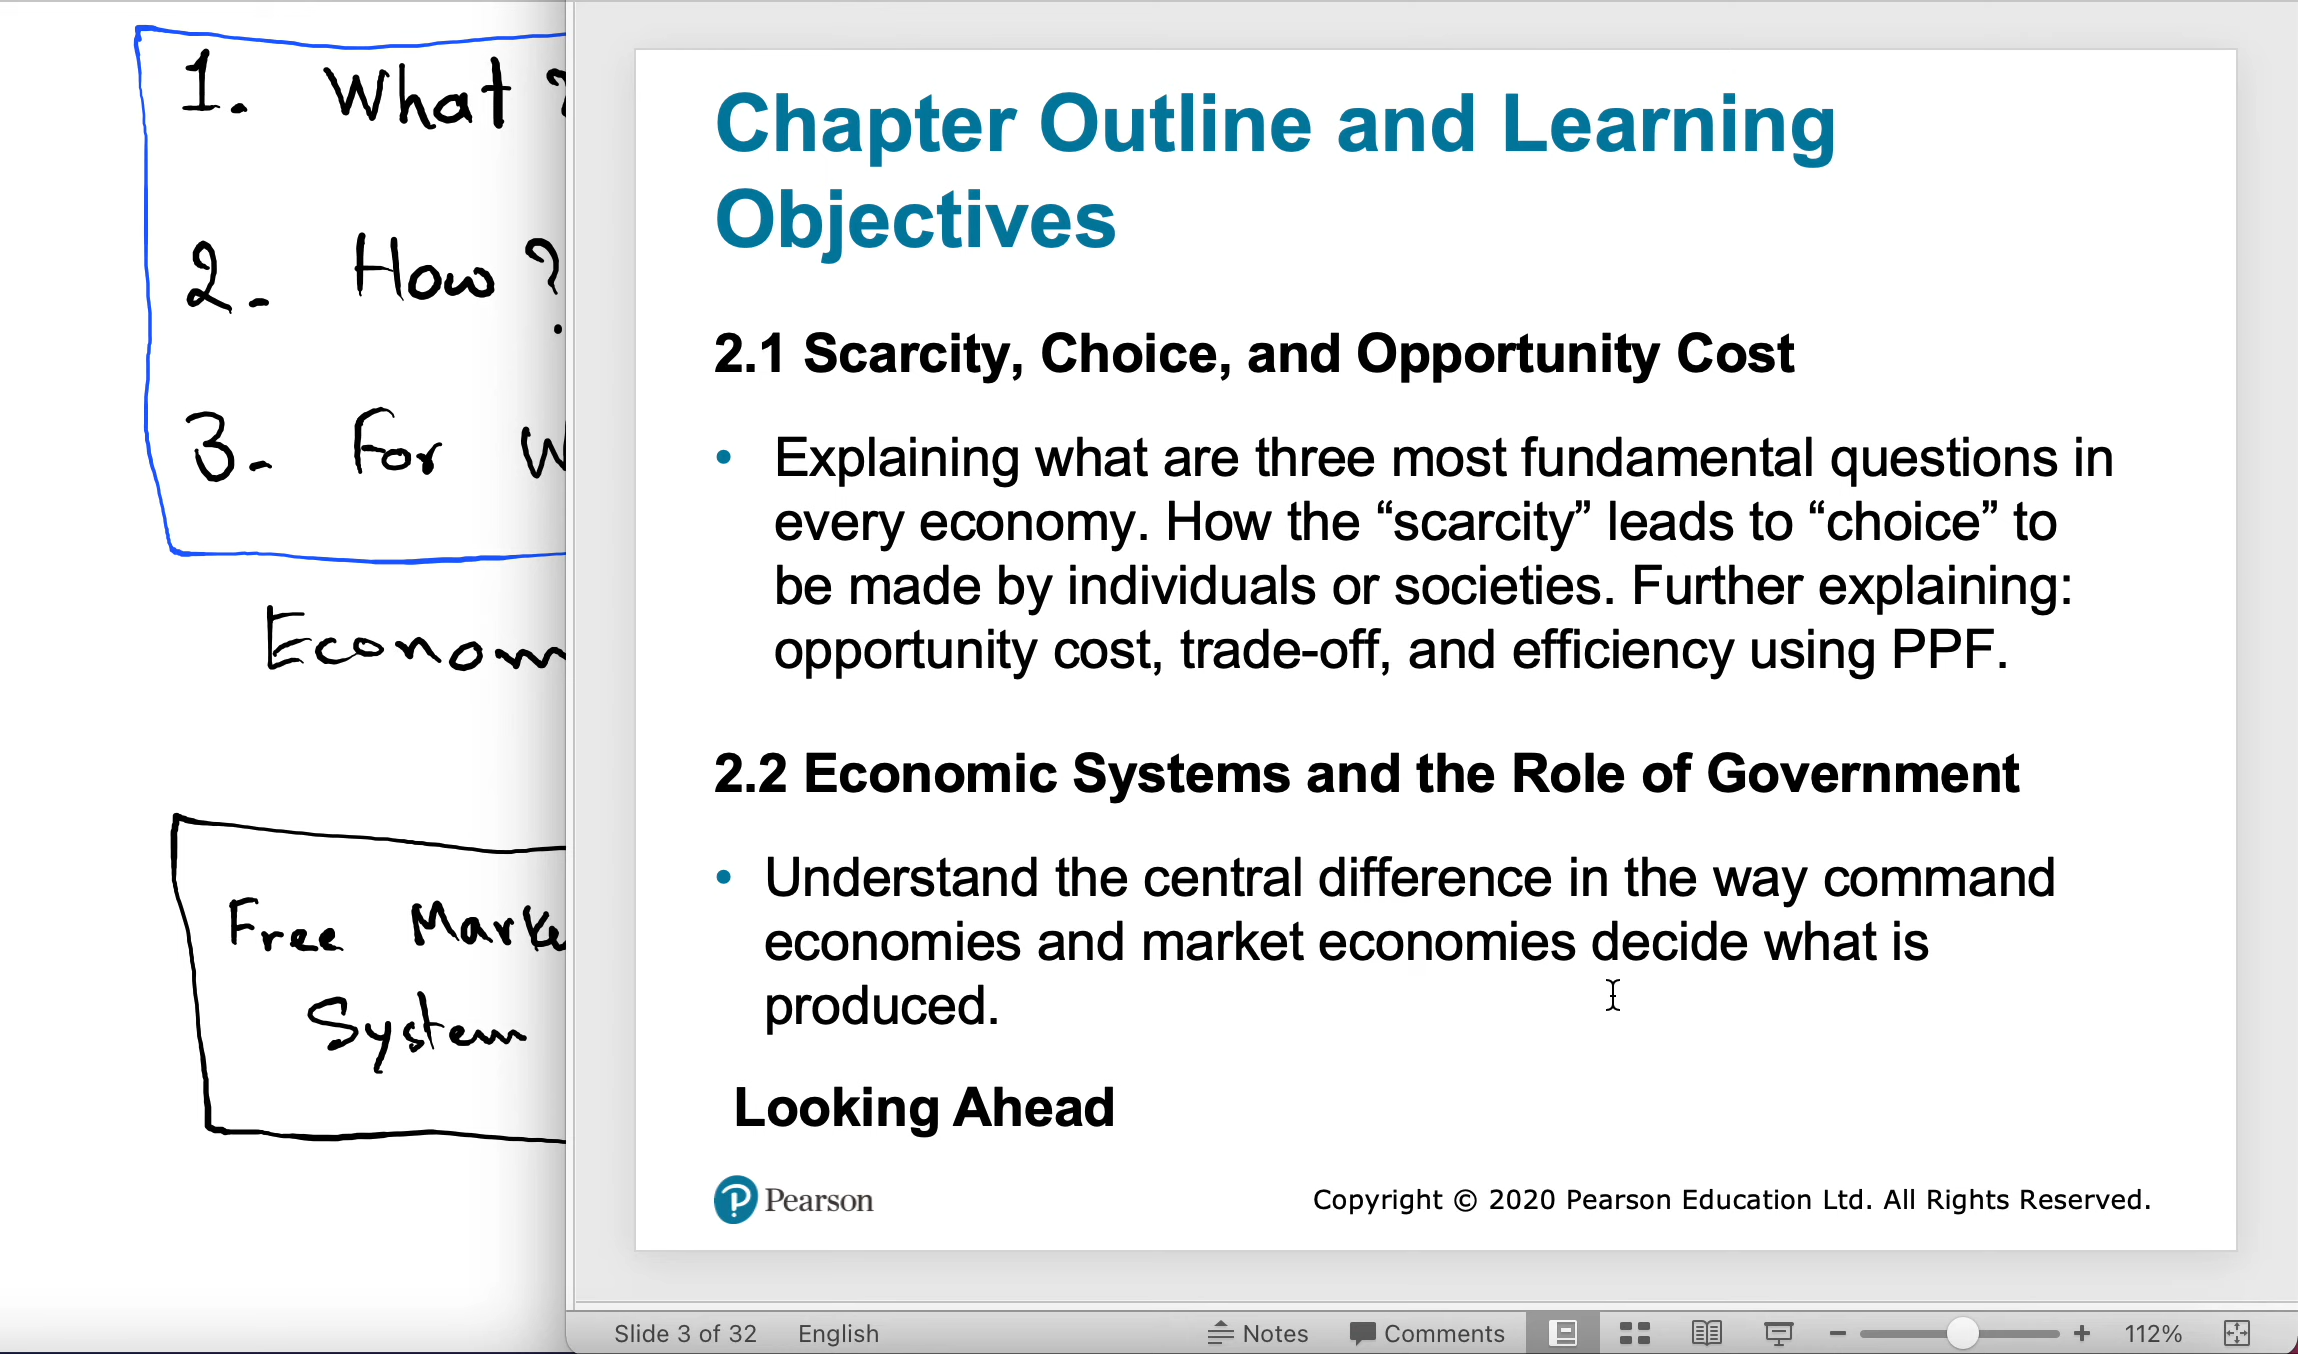 1. What ?
2. How ?
3. For W
Econom
Free Marke
System
Chapter Outline and Learning
Objectives
2.1 Scarcity, Choice, and Opportunity Cost
• Explaining what are three most fundamental questions in
every economy. How the “scarcity” leads to “choice” to
be made by individuals or societies. Further explaining:
opportunity cost, trade-off, and efficiency using PPF.
2.2 Economic Systems and the Role of Government
• Understand the central difference in the way command
economies and market economies decide what is
produced.
Looking Ahead
Pearson
Copyright © 2020 Pearson Education Ltd. All Rights Reserved.
Slide 3 of 32 English Notes Comments 112%